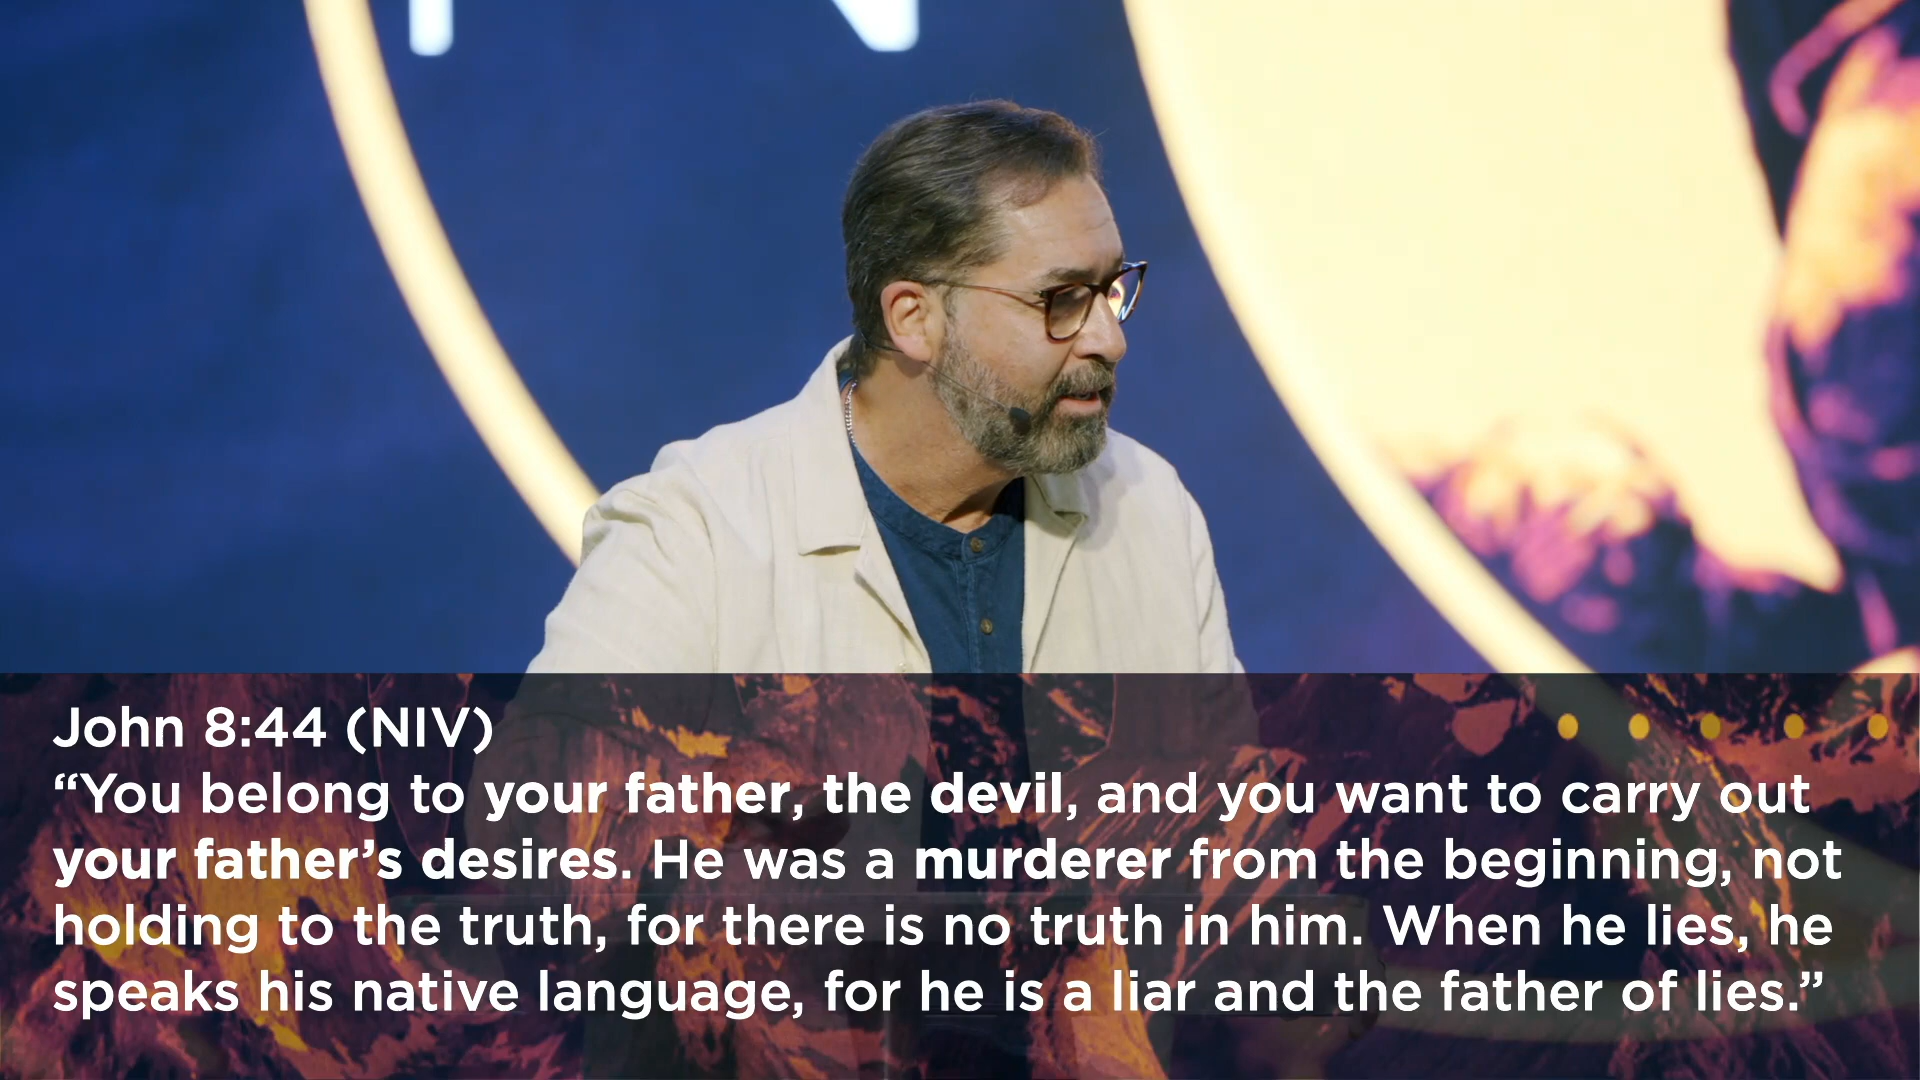 John 8:44 (NIV)
“You belong to your father, the devil, and you want to carry out
your father’s desires. He was a murderer from the beginning, not
holding to the truth, for there is no truth in him. When he lies, he
speaks his native language, for he is a liar and the father of lies.”